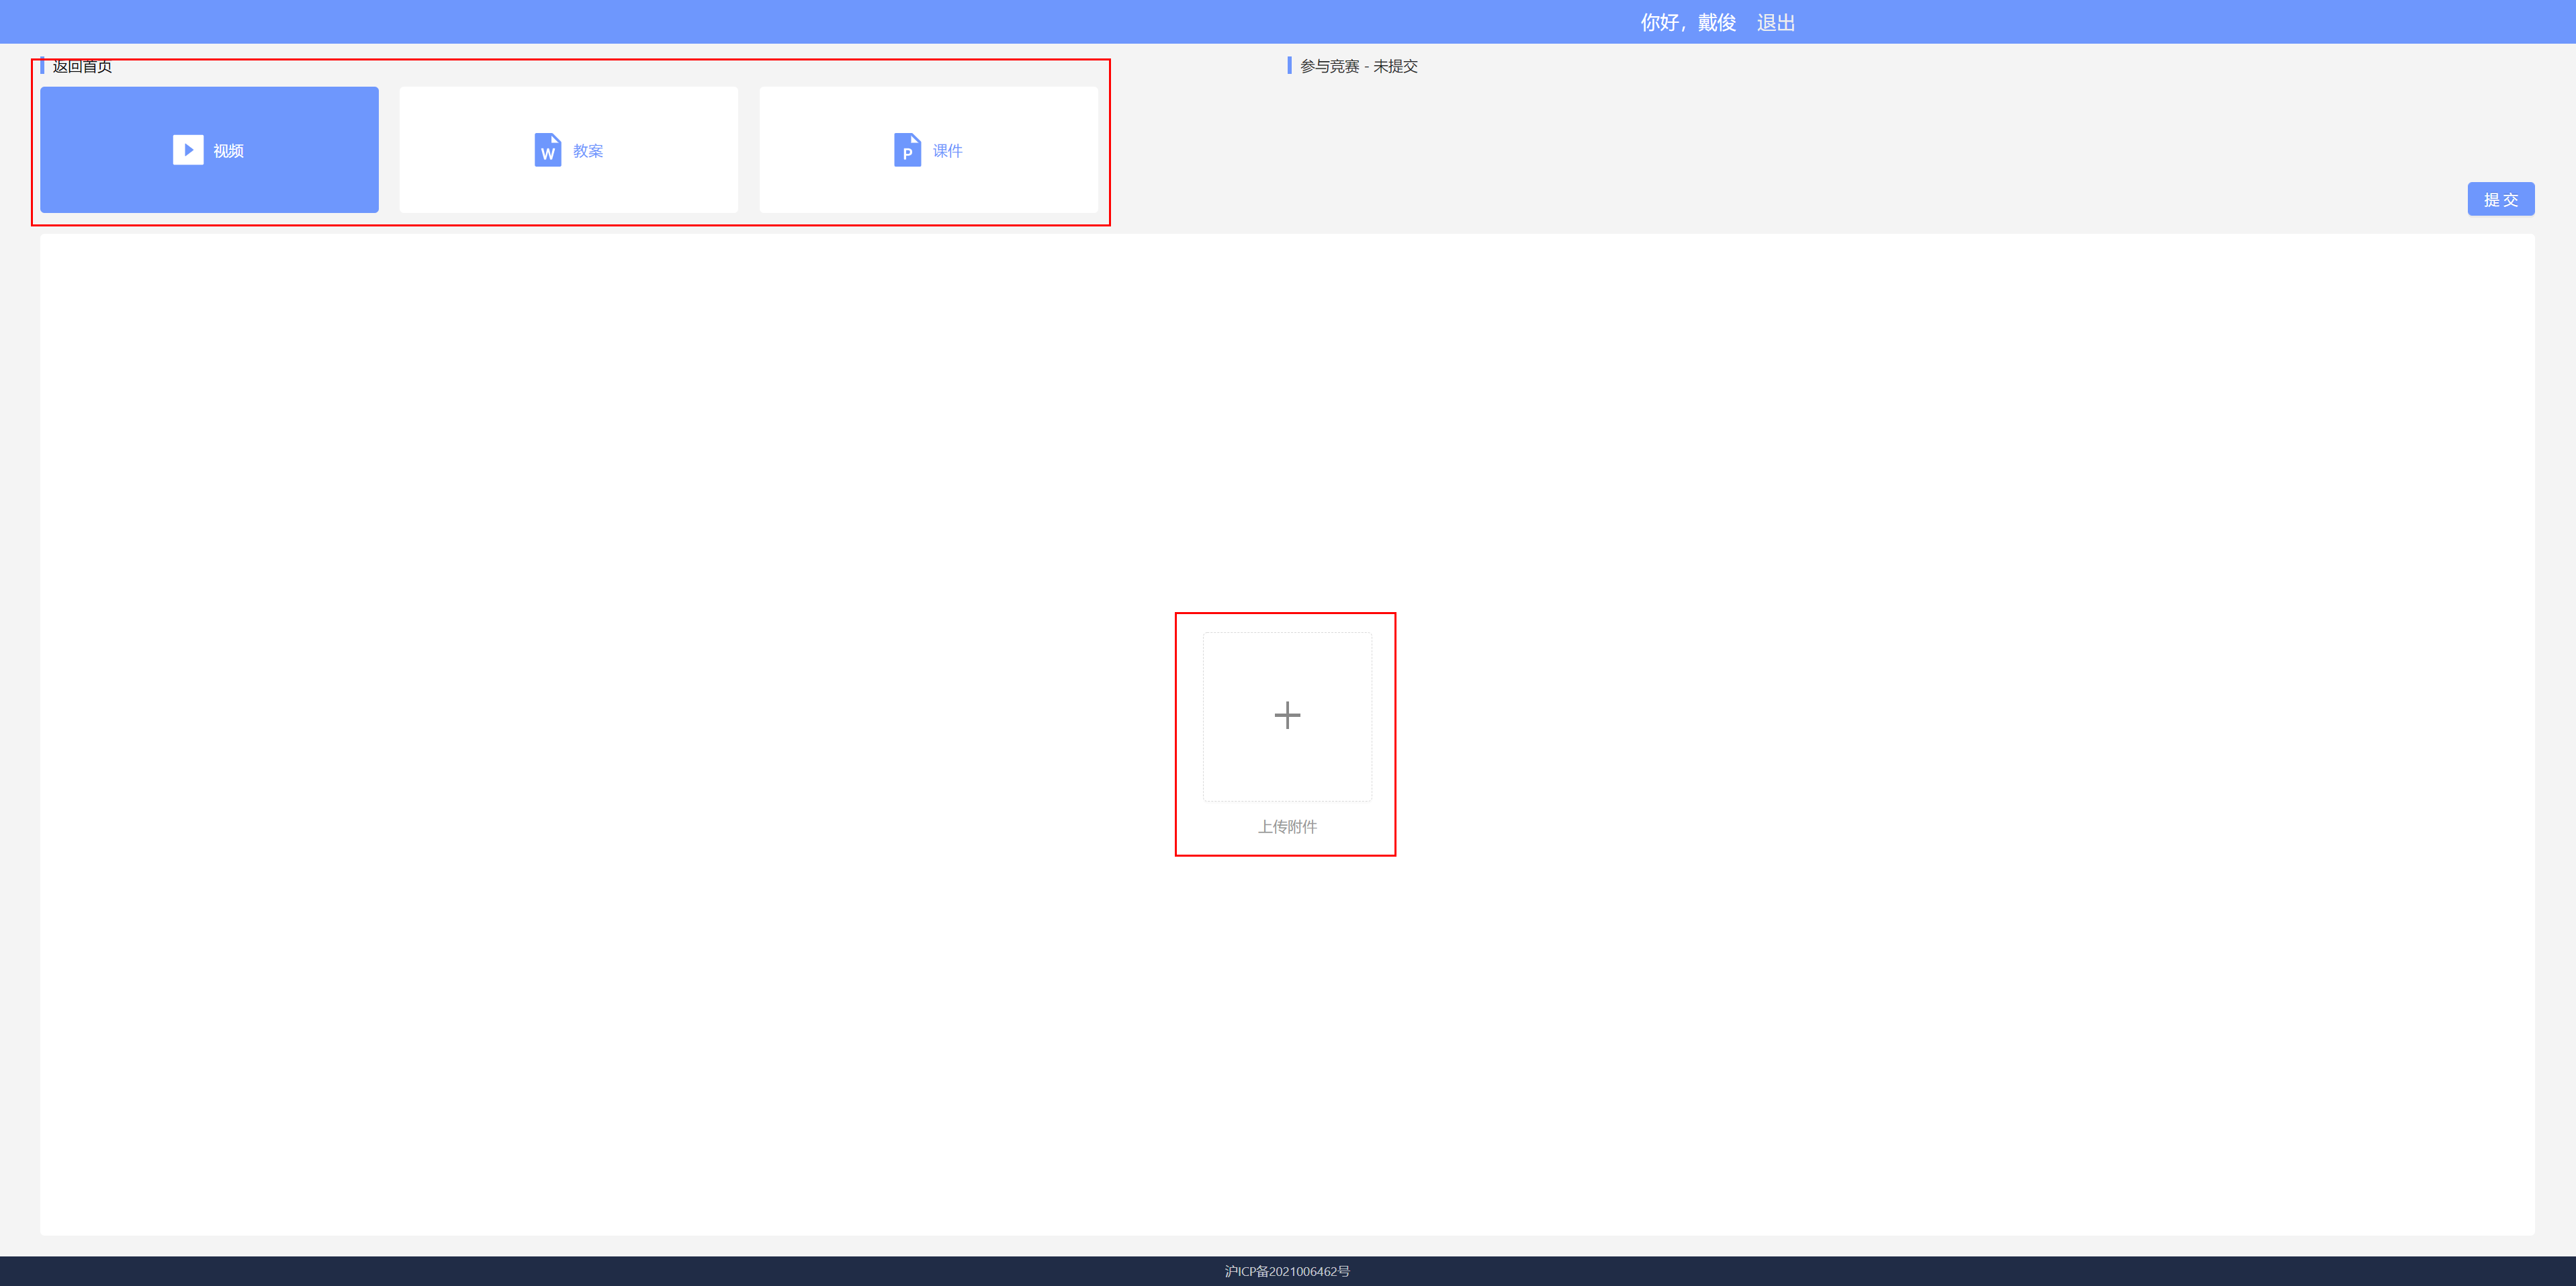 你好，戴俊 退出
返回首页
参与竞赛 - 未提交
视频
W 教案
P 课件
提 交
上传附件
沪ICP备2021006462号